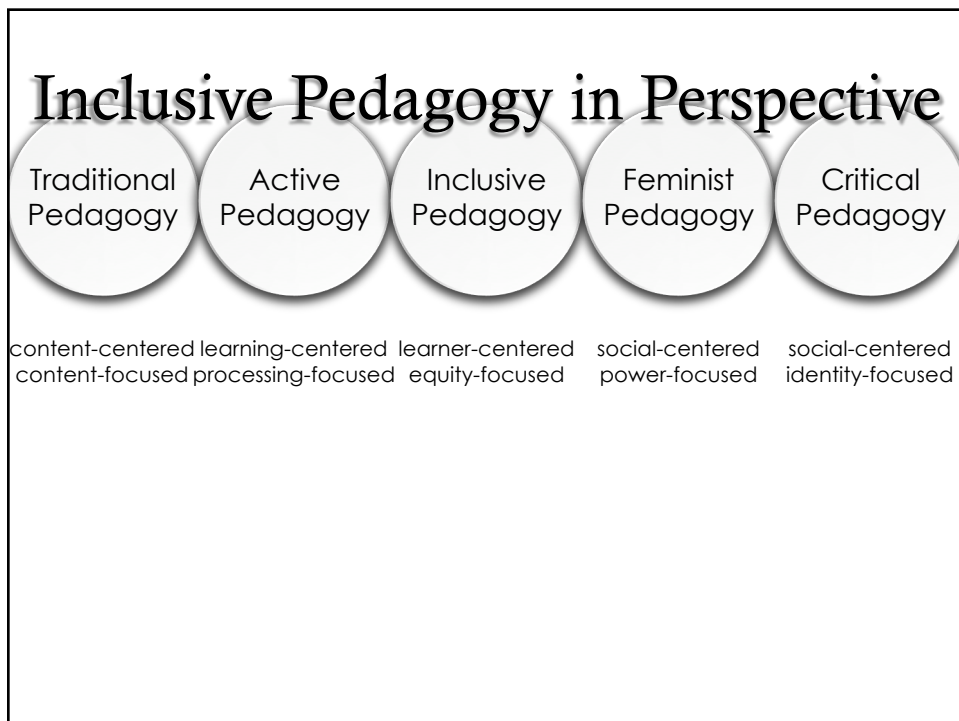 Inclusive Pedagogy in Perspective
Traditional
Pedagogy
Active
Pedagogy
Inclusive
Pedagogy
Feminist
Pedagogy
Critical
Pedagogy
content-centered
content-focused
learning-centered
processing-focused
learner-centered
equity-focused
social-centered
power-focused
social-centered
identity-focused